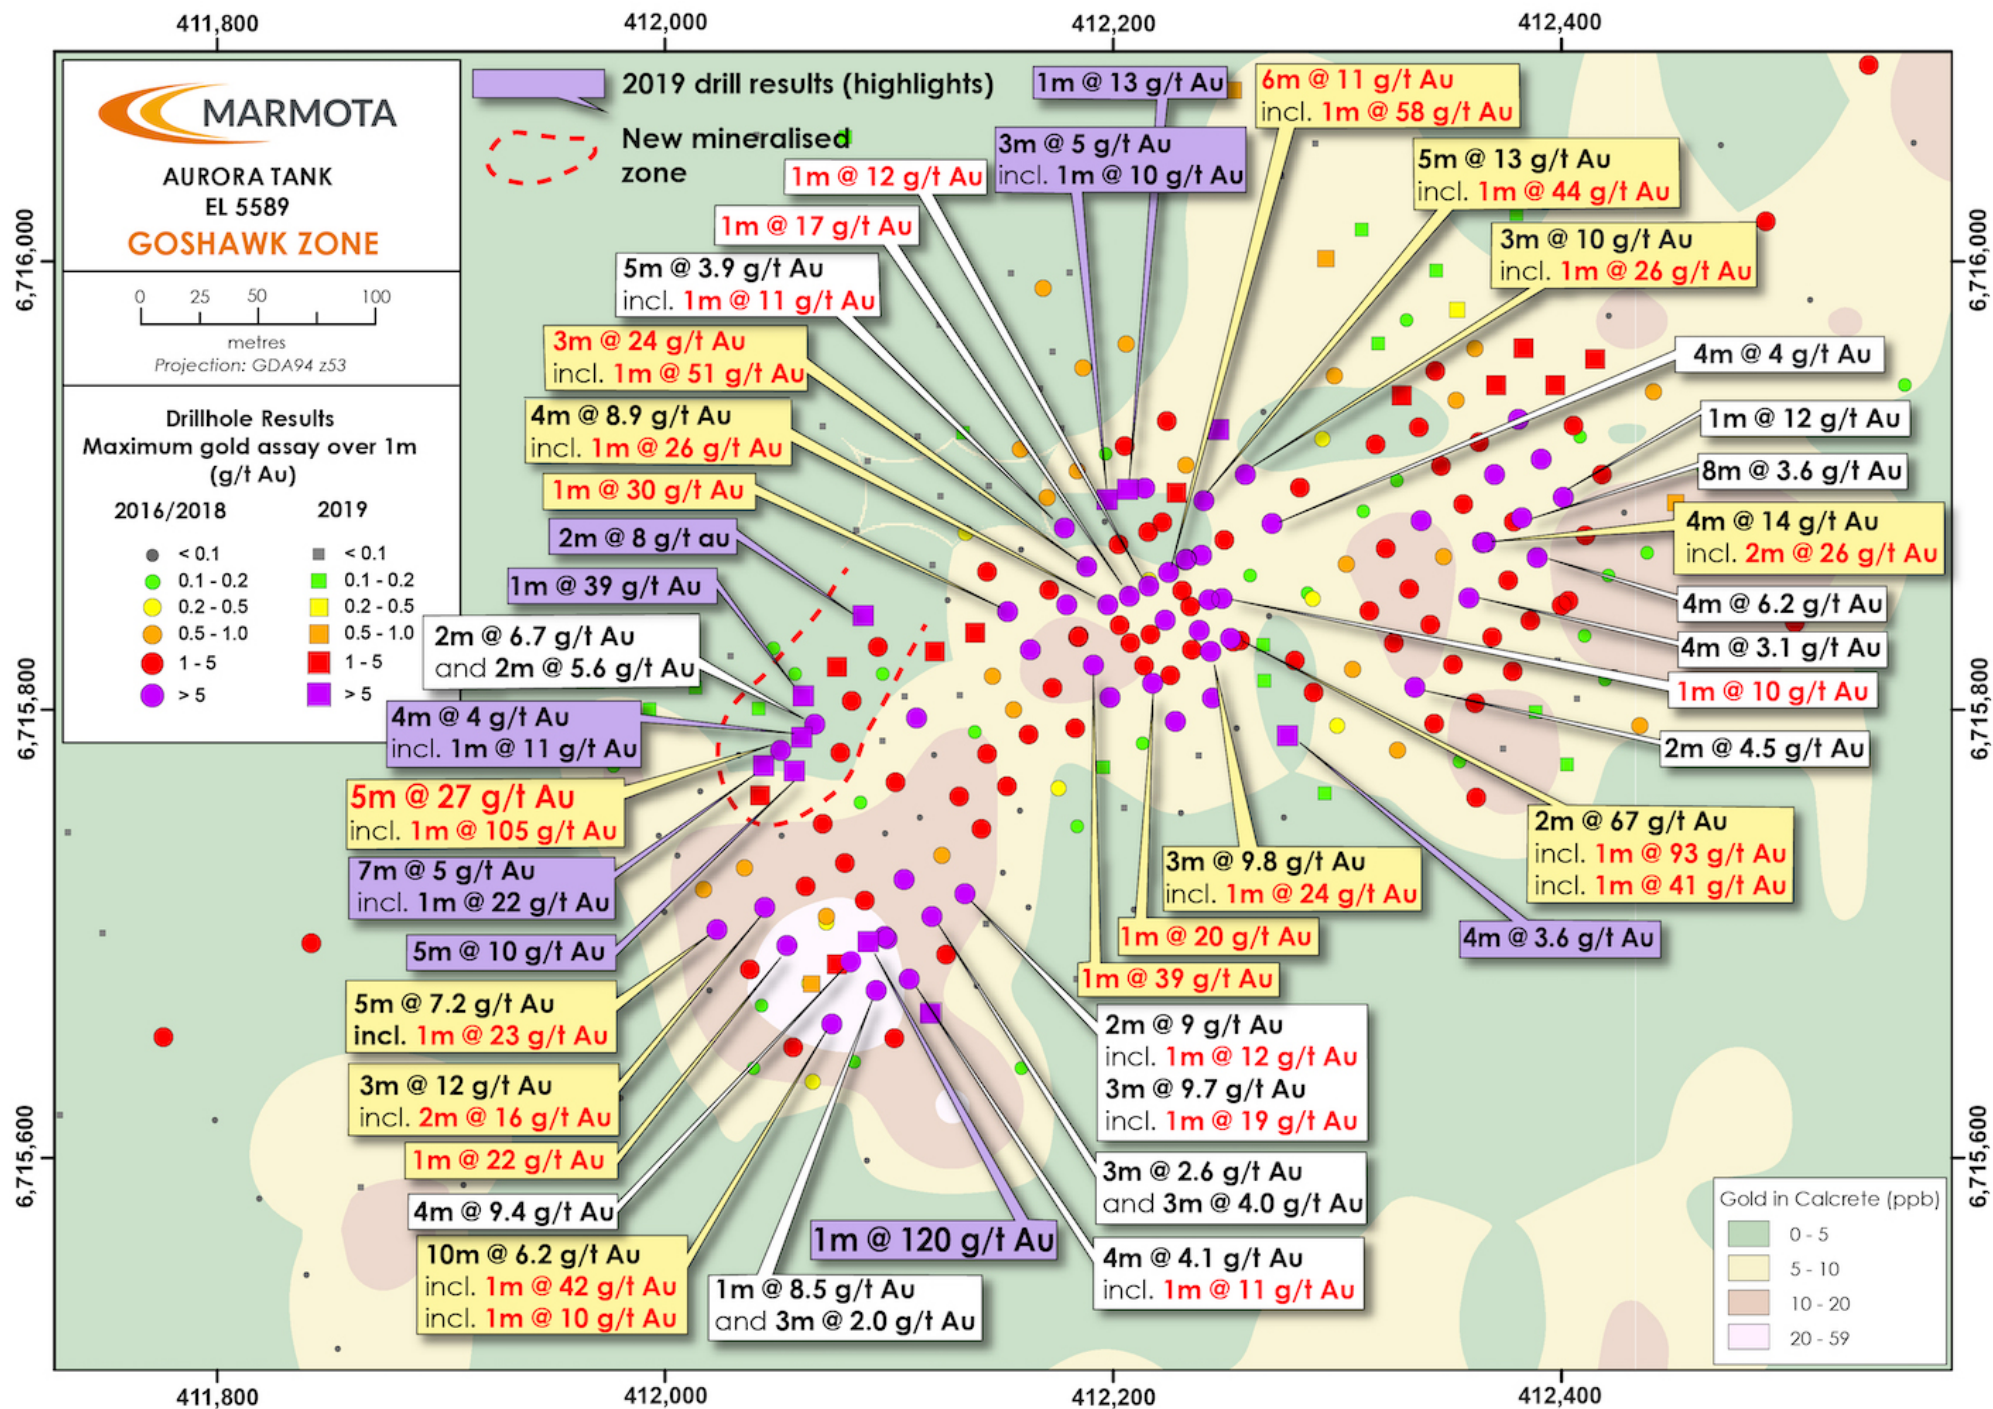 411,800
412,000
412,200
412,400
MARMOTA
AURORA TANK
EL 5589
GOSHAWK ZONE
0 25 50 100
metres
Projection: GDA94 z53
Drillhole Results
Maximum gold assay over 1m
(g/t Au)
2016/2018 2019
< 0.1 < 0.1
0.1 - 0.2 0.1 - 0.2
0.2 - 0.5 0.2 - 0.5
0.5 - 1.0 0.5 - 1.0
1 - 5 1 - 5
> 5 > 5
2019 drill results (highlights)
New mineralised
zone
1m @ 13 g/t Au
6m @ 11 g/t Au
incl. 1m @ 58 g/t Au
3m @ 5 g/t Au
incl. 1m @ 10 g/t Au
5m @ 13 g/t Au
incl. 1m @ 44 g/t Au
1m @ 12 g/t Au
1m @ 17 g/t Au
3m @ 10 g/t Au
incl. 1m @ 26 g/t Au
5m @ 3.9 g/t Au
incl. 1m @ 11 g/t Au
3m @ 24 g/t Au
incl. 1m @ 51 g/t Au
4m @ 4 g/t Au
4m @ 8.9 g/t Au
incl. 1m @ 26 g/t Au
1m @ 12 g/t Au
8m @ 3.6 g/t Au
1m @ 30 g/t Au
4m @ 14 g/t Au
incl. 2m @ 26 g/t Au
2m @ 8 g/t au
1m @ 39 g/t Au
4m @ 6.2 g/t Au
2m @ 6.7 g/t Au
and 2m @ 5.6 g/t Au
4m @ 3.1 g/t Au
1m @ 10 g/t Au
4m @ 4 g/t Au
incl. 1m @ 11 g/t Au
2m @ 4.5 g/t Au
5m @ 27 g/t Au
incl. 1m @ 105 g/t Au
2m @ 67 g/t Au
incl. 1m @ 93 g/t Au
incl. 1m @ 41 g/t Au
7m @ 5 g/t Au
incl. 1m @ 22 g/t Au
3m @ 9.8 g/t Au
incl. 1m @ 24 g/t Au
5m @ 10 g/t Au
1m @ 20 g/t Au
4m @ 3.6 g/t Au
1m @ 39 g/t Au
5m @ 7.2 g/t Au
incl. 1m @ 23 g/t Au
2m @ 9 g/t Au
incl. 1m @ 12 g/t Au
3m @ 9.7 g/t Au
incl. 1m @ 19 g/t Au
3m @ 12 g/t Au
incl. 2m @ 16 g/t Au
1m @ 22 g/t Au
3m @ 2.6 g/t Au
and 3m @ 4.0 g/t Au
4m @ 9.4 g/t Au
1m @ 120 g/t Au
10m @ 6.2 g/t Au
incl. 1m @ 42 g/t Au
incl. 1m @ 10 g/t Au
4m @ 4.1 g/t Au
incl. 1m @ 11 g/t Au
1m @ 8.5 g/t Au
and 3m @ 2.0 g/t Au
Gold in Calcrete (ppb)
0 - 5
5 - 10
10 - 20
20 - 59
6,716,000
6,715,800
6,715,600
6,716,000
6,715,800
6,715,600
411,800
412,000
412,200
412,400